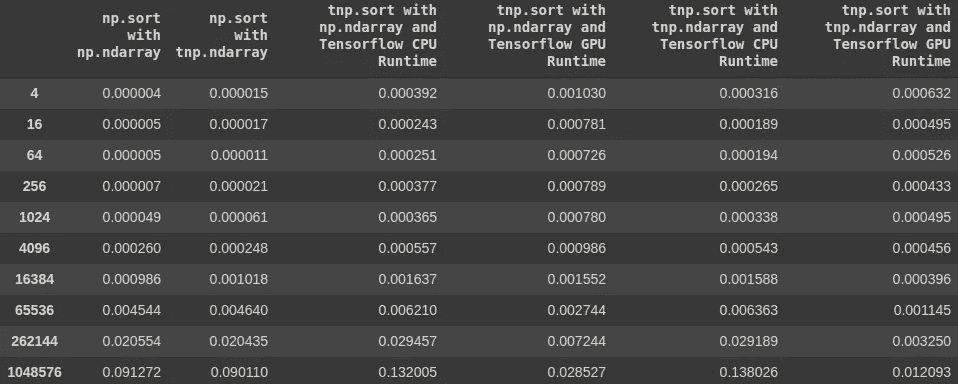 np.sort with np.ndarray np.sort with tnp.ndarray tnp.sort with np.ndarray and Tensorflow CPU Runtime tnp.sort with np.ndarray and Tensorflow GPU Runtime tnp.sort with tnp.ndarray and Tensorflow CPU Runtime tnp.sort with tnp.ndarray and Tensorflow GPU Runtime
4 0.000004 0.000015 0.000392 0.001030 0.000316 0.000632
16 0.000005 0.000017 0.000243 0.000781 0.000189 0.000495
64 0.000005 0.000011 0.000251 0.000726 0.000194 0.000526
256 0.000007 0.000021 0.000377 0.000789 0.000265 0.000433
1024 0.000049 0.000061 0.000365 0.000780 0.000338 0.000495
4096 0.000260 0.000248 0.000557 0.000986 0.000543 0.000456
16384 0.000986 0.001018 0.001637 0.001552 0.001588 0.000396
65536 0.004544 0.004640 0.006210 0.002744 0.006363 0.001145
262144 0.020554 0.020435 0.029457 0.007244 0.029189 0.003250
1048576 0.091272 0.090110 0.132005 0.028527 0.138026 0.012093